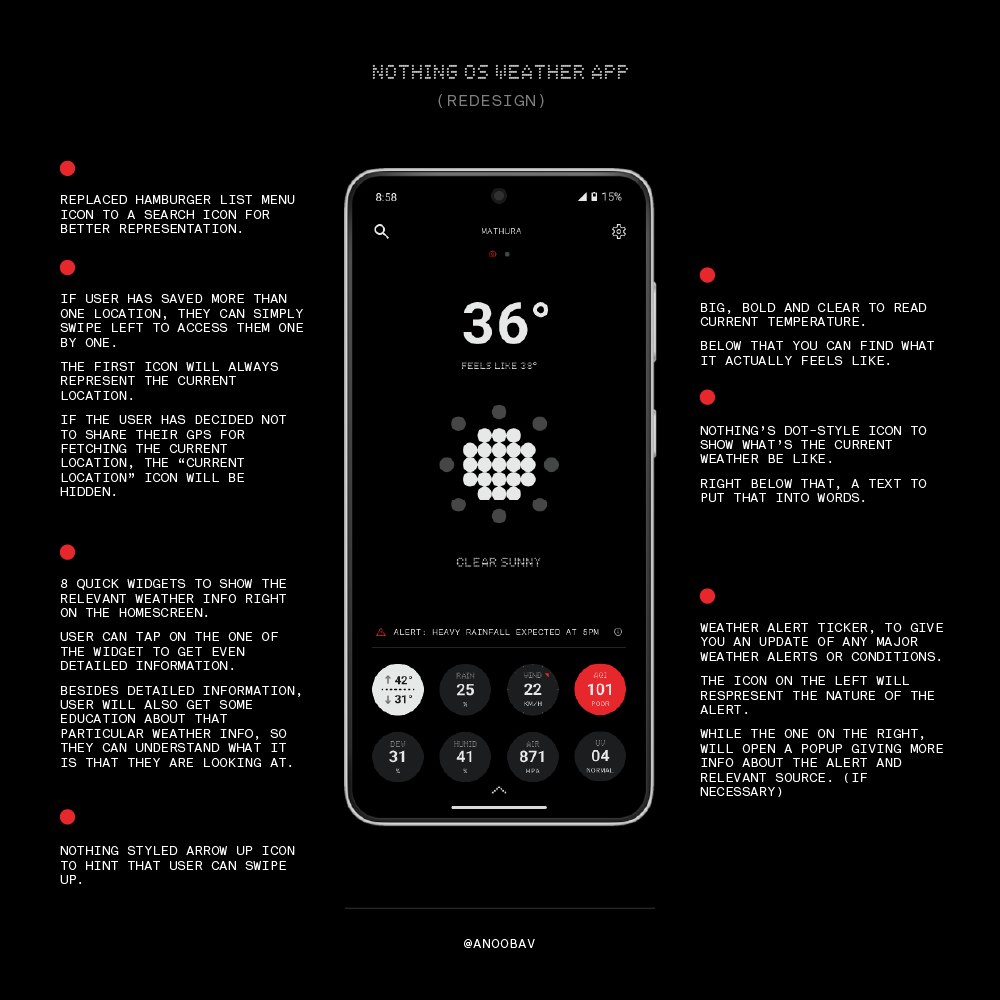 NOTHING OS WEATHER APP
(REDESIGN)
REPLACED HAMBURGER LIST MENU
ICON TO A SEARCH ICON FOR
BETTER REPRESENTATION.
IF USER HAS SAVED MORE THAN
ONE LOCATION, THEY CAN SIMPLY
SWIPE LEFT TO ACCESS THEM ONE
BY ONE.
THE FIRST ICON WILL ALWAYS
REPRESENT THE CURRENT
LOCATION.
IF THE USER HAS DECIDED NOT
TO SHARE THEIR GPS FOR
FETCHING THE CURRENT
LOCATION, THE “CURRENT
LOCATION” ICON WILL BE
HIDDEN.
8 QUICK WIDGETS TO SHOW THE
RELEVANT WEATHER INFO RIGHT
ON THE HOMESCREEN.
USER CAN TAP ON THE ONE OF
THE WIDGET TO GET EVEN
DETAILED INFORMATION.
BESIDES DETAILED INFORMATION,
USER WILL ALSO GET SOME
EDUCATION ABOUT THAT
PARTICULAR WEATHER INFO, SO
THEY CAN UNDERSTAND WHAT IT
IS THAT THEY ARE LOOKING AT.
NOTHING STYLED ARROW UP ICON
TO HINT THAT USER CAN SWIPE
UP.
8:58
15%
MATHURA
36°
FEELS LIKE 38°
CLEAR SUNNY
ALERT: HEAVY RAINFALL EXPECTED AT 5PM
↑ 42°
↓ 31°
RAIN
25
%
WIND
22
KM/H
AQI
101
POOR
DEW
31
%
HUMID
41
%
AIR
871
HPA
UV
04
NORMAL
BIG, BOLD AND CLEAR TO READ
CURRENT TEMPERATURE.
BELOW THAT YOU CAN FIND WHAT
IT ACTUALLY FEELS LIKE.
NOTHING’S DOT-STYLE ICON TO
SHOW WHAT’S THE CURRENT
WEATHER BE LIKE.
RIGHT BELOW THAT, A TEXT TO
PUT THAT INTO WORDS.
WEATHER ALERT TICKER, TO GIVE
YOU AN UPDATE OF ANY MAJOR
WEATHER ALERTS OR CONDITIONS.
THE ICON ON THE LEFT WILL
RESPRESENT THE NATURE OF THE
ALERT.
WHILE THE ONE ON THE RIGHT,
WILL OPEN A POPUP GIVING MORE
INFO ABOUT THE ALERT AND
RELEVANT SOURCE. (IF
NECESSARY)
@ANOOBAV